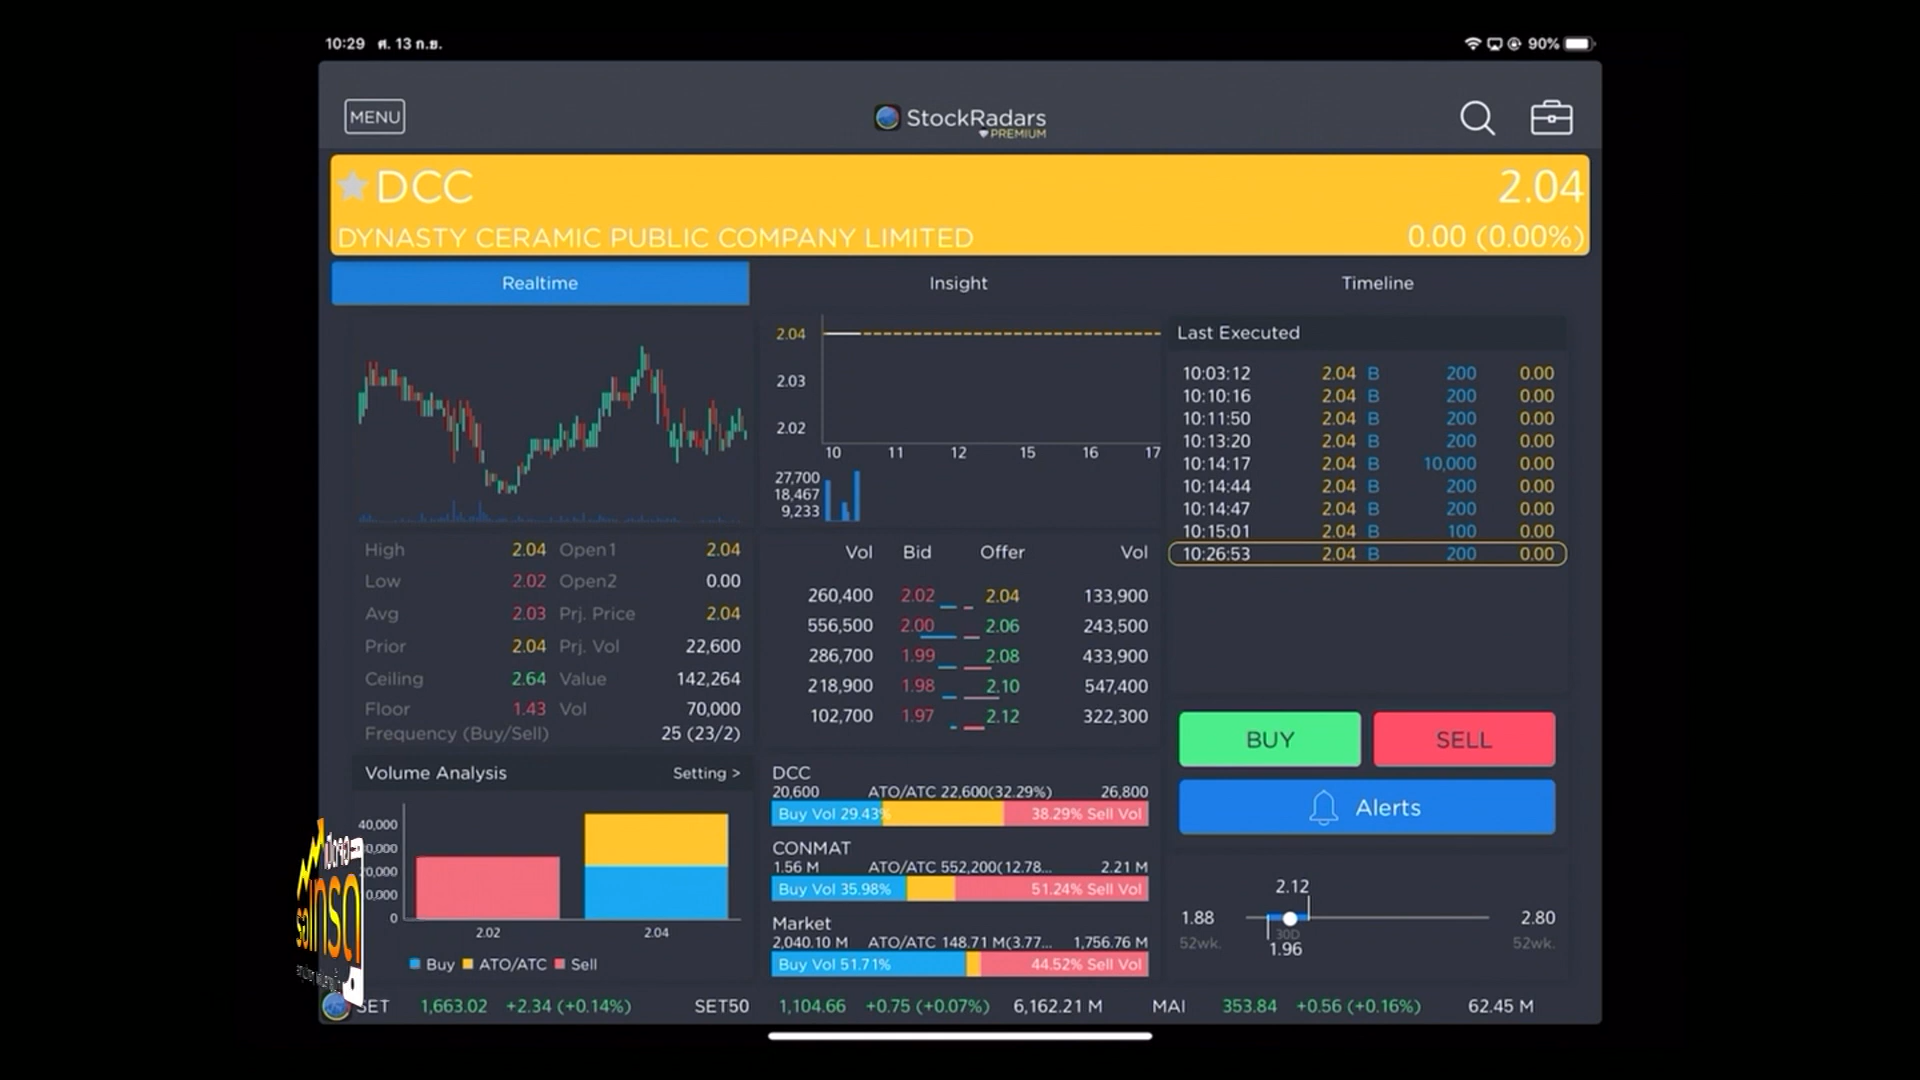 10:29 ศ. 13 ก.ย. 90%
MENU
StockRadars
PREMIUM
DCC 2.04
DYNASTY CERAMIC PUBLIC COMPANY LIMITED 0.00 (0.00%)
Realtime Insight Timeline
2.04
2.03
2.02
10 11 12 15 16 17
27,700
18,467
9,233
Last Executed
10:03:12 2.04 B 200 0.00
10:10:16 2.04 B 200 0.00
10:11:50 2.04 B 200 0.00
10:13:20 2.04 B 200 0.00
10:14:17 2.04 B 10,000 0.00
10:14:44 2.04 B 200 0.00
10:14:47 2.04 B 200 0.00
10:15:01 2.04 B 100 0.00
10:26:53 2.04 B 200 0.00
High 2.04 Open1 2.04
Low 2.02 Open2 0.00
Avg 2.03 Prj. Price 2.04
Prior 2.04 Prj. Vol 22,600
Ceiling 2.64 Value 142,264
Floor 1.43 Vol 70,000
Frequency (Buy/Sell) 25 (23/2)
Vol Bid Offer Vol
260,400 2.02 2.04 133,900
556,500 2.00 2.06 243,500
286,700 1.99 2.08 433,900
218,900 1.98 2.10 547,400
102,700 1.97 2.12 322,300
BUY SELL
Alerts
Volume Analysis Setting >
40,000
0
2.02 2.04
Buy ATO/ATC Sell
DCC
20,600 ATO/ATC 22,600(32.29%) 26,800
Buy Vol 29.43% 38.29% Sell Vol
CONMAT
1.56 M ATO/ATC 552,200(12.78... 2.21 M
Buy Vol 35.98% 51.24% Sell Vol
Market
2,040.10 M ATO/ATC 148.71 M(3.77... 1,756.76 M
Buy Vol 51.71% 44.52% Sell Vol
2.12
1.88 2.80
52wk. 30D 52wk.
1.96
SET 1,663.02 +2.34 (+0.14%) SET50 1,104.66 +0.75 (+0.07%) 6,162.21 M MAI 353.84 +0.56 (+0.16%) 62.45 M